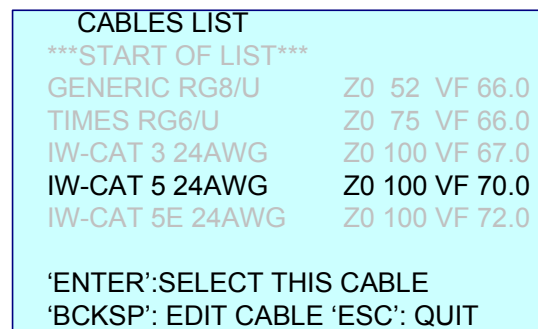 CABLES LIST
***START OF LIST***
GENERIC RG8/U Z0 52 VF 66.0
TIMES RG6/U Z0 75 VF 66.0
IW-CAT 3 24AWG Z0 100 VF 67.0
IW-CAT 5 24AWG Z0 100 VF 70.0
IW-CAT 5E 24AWG Z0 100 VF 72.0
‘ENTER’:SELECT THIS CABLE
‘BCKSP’: EDIT CABLE ‘ESC’: QUIT